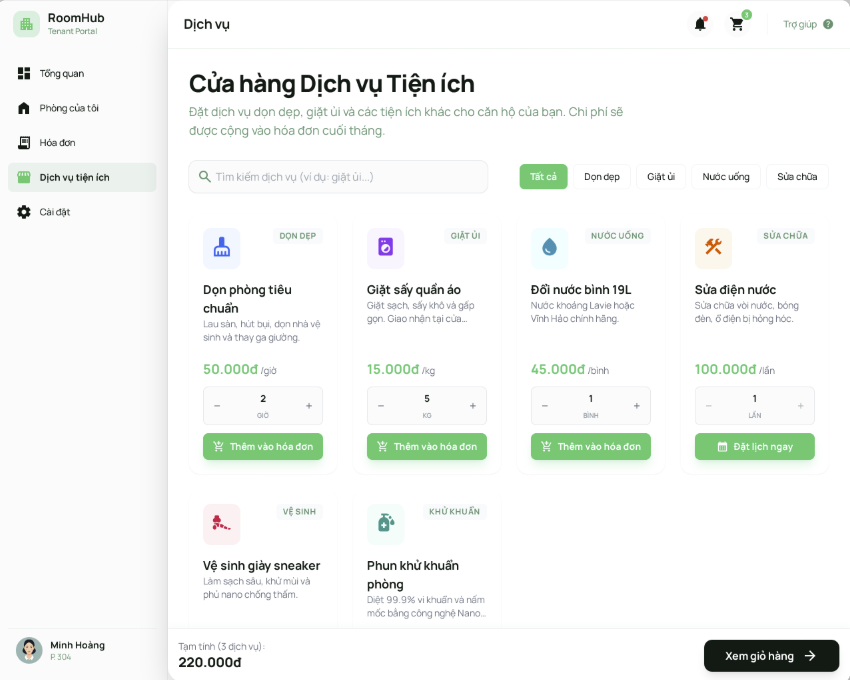 RoomHub
Tenant Portal
Tổng quan
Phòng của tôi
Hóa đơn
Dịch vụ tiện ích
Cài đặt
Minh Hoàng
P. 304
Dịch vụ
3
Trợ giúp
Cửa hàng Dịch vụ Tiện ích
Đặt dịch vụ dọn dẹp, giặt ủi và các tiện ích khác cho căn hộ của bạn. Chi phí sẽ
được cộng vào hóa đơn cuối tháng.
Tìm kiếm dịch vụ (ví dụ: giặt ủi...)
Tất cả
Dọn dẹp
Giặt ủi
Nước uống
Sửa chữa
DỌN DẸP
Dọn phòng tiêu
chuẩn
Lau sàn, hút bụi, dọn nhà vệ
sinh và thay ga giường.
50.000đ /giờ
− 2 +
GIỜ
Thêm vào hóa đơn
GIẶT ỦI
Giặt sấy quần áo
Giặt sạch, sấy khô và gấp
gọn. Giao nhận tại cửa...
15.000đ /kg
− 5 +
KG
Thêm vào hóa đơn
NƯỚC UỐNG
Đổi nước bình 19L
Nước khoáng Lavie hoặc
Vĩnh Hảo chính hãng.
45.000đ /bình
− 1 +
BÌNH
Thêm vào hóa đơn
SỬA CHỮA
Sửa điện nước
Sửa chữa vòi nước, bóng
đèn, ổ điện bị hỏng hóc.
100.000đ /lần
− 1 +
LẦN
Đặt lịch ngay
VỆ SINH
Vệ sinh giày sneaker
Làm sạch sâu, khử mùi và
phủ nano chống thấm.
KHỬ KHUẨN
Phun khử khuẩn
phòng
Diệt 99.9% vi khuẩn và nấm
mốc bằng công nghệ Nano...
Tạm tính (3 dịch vụ):
220.000đ
Xem giỏ hàng